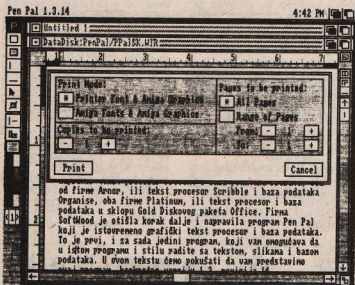 Pen Pal 1.3.14 4:42 PM
Untitled 1
DataDisk:PenPal/PPalSK.WTR
Print Mode: Pages to be printed:
Printer Font & Amiga Graphics All Pages
Amiga Fonts & Amiga Graphics Range of Pages
Copies to be printed: From: - 1 +
- 1 + To: - 1 +
Print Cancel
od firme Arnor, ili tekst procesor Scribble i baza podataka
Organise, oba firme Platinum, ili tekst procesor i baza
podataka u sklopu Gold Diskovog paketa Office. Firma
SoftWood je otišla korak dalje i napravila program Pen Pal
koji je istovremeno grafički tekst procesor i baza podataka.
To je prvi, i za sada jedini program, koji vam omogućava da
u istom programu i stilu radite sa tekstom, slikama i bazom
podataka. U ovom tekstu ćemo pokušati da vam predstavimo